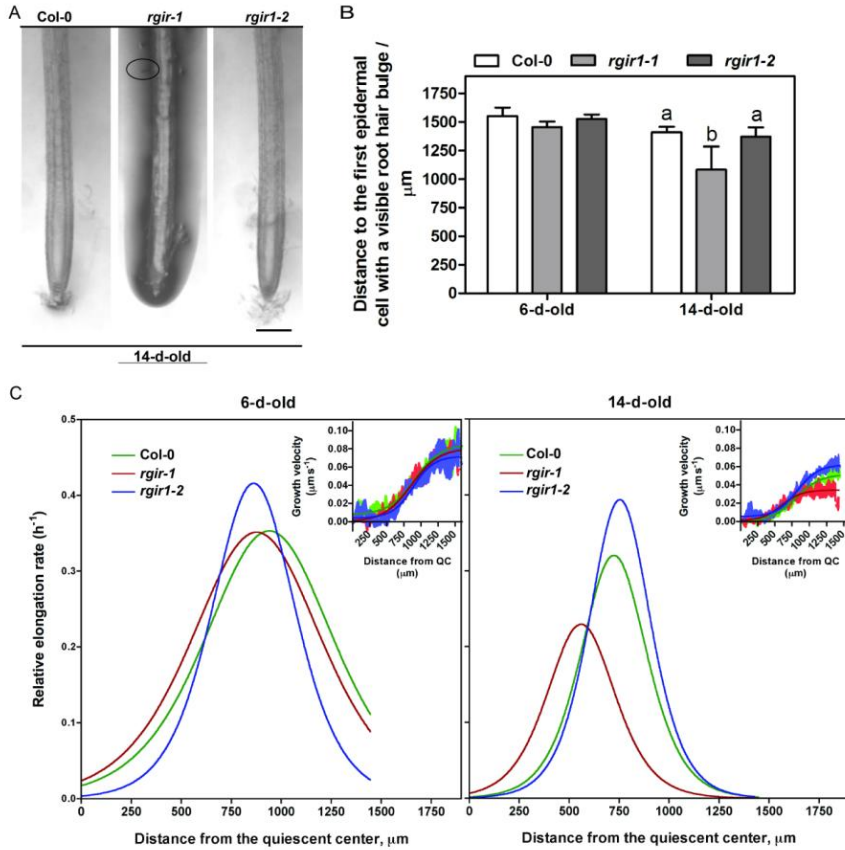 A
Col-0 rgir-1 rgir1-2
14-d-old
B
Col-0 rgir1-1 rgir1-2
Distance to the first epidermal
cell with a visible root hair bulge /
μm
1750
1500
1250
1000
750
500
250
0
a b a
6-d-old 14-d-old
C
6-d-old
Relative elongation rate (h-1)
0.5
0.4
0.3
0.2
0.1
0.0
Col-0
rgir-1
rgir1-2
Growth velocity
(μm s-1)
0.10
0.08
0.06
0.04
0.02
0.00
250 500 750 1000 1250 1500
Distance from QC
(μm)
0 250 500 750 1000 1250 1500 1750
Distance from the quiescent center, μm
14-d-old
Col-0
rgir-1
rgir1-2
Growth velocity
(μm s-1)
0.10
0.08
0.06
0.04
0.02
0.00
250 500 750 1000 1250 1500
Distance from QC
(μm)
0 250 500 750 1000 1250 1500 1750
Distance from the quiescent center, μm